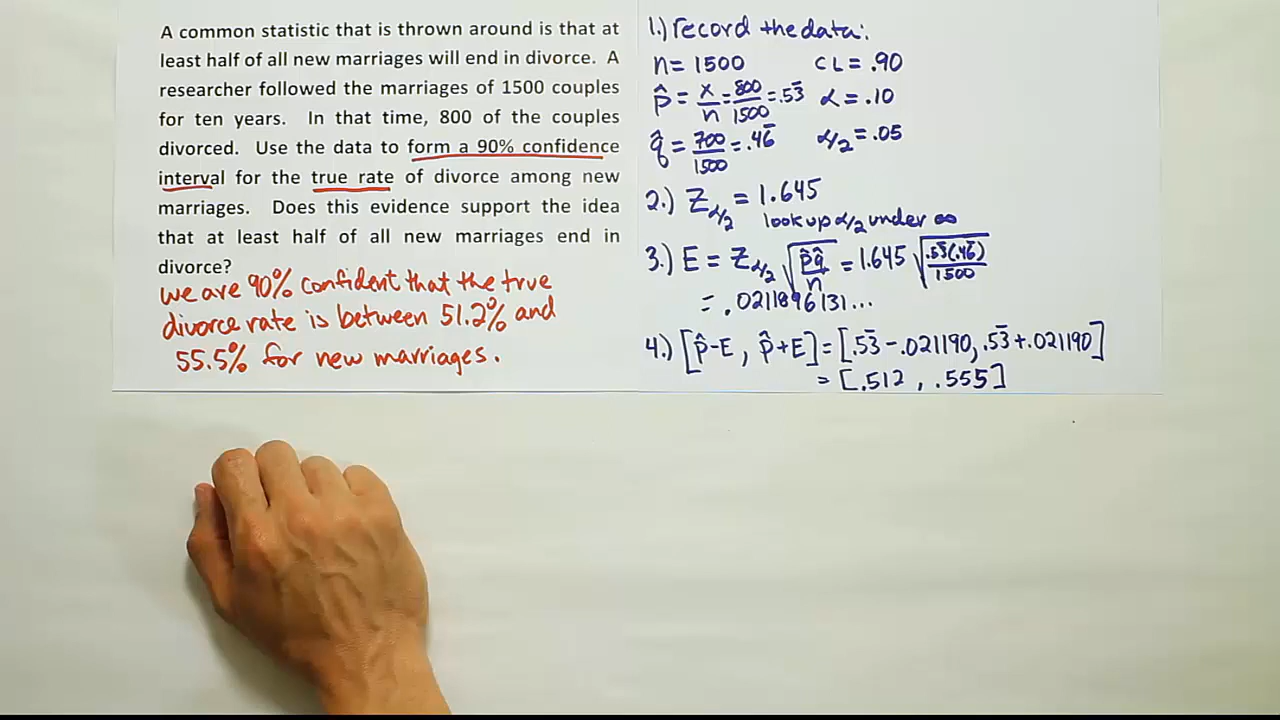 A common statistic that is thrown around is that at
least half of all new marriages will end in divorce. A
researcher followed the marriages of 1500 couples
for ten years. In that time, 800 of the couples
divorced. Use the data to form a 90% confidence
interval for the true rate of divorce among new
marriages. Does this evidence support the idea
that at least half of all new marriages end in
divorce?
we are 90% confident that the true
divorce rate is between 51.2% and
55.5% for new marriages.
1.) record the data:
n = 1500 CL = .90
p̂ = x/n = 800/1500 = .53̅ α = .10
q̂ = 700/1500 = .46̅ α/2 = .05
2.) Zα/2 = 1.645
look up α/2 under ∞
3.) E = Zα/2 √(p̂q̂/n) = 1.645 √(.53̅(.46̅)/1500)
= .0211896131...
4.) [p̂-E, p̂+E] = [.53̅ - .021190, .53̅ + .021190]
= [.512, .555]